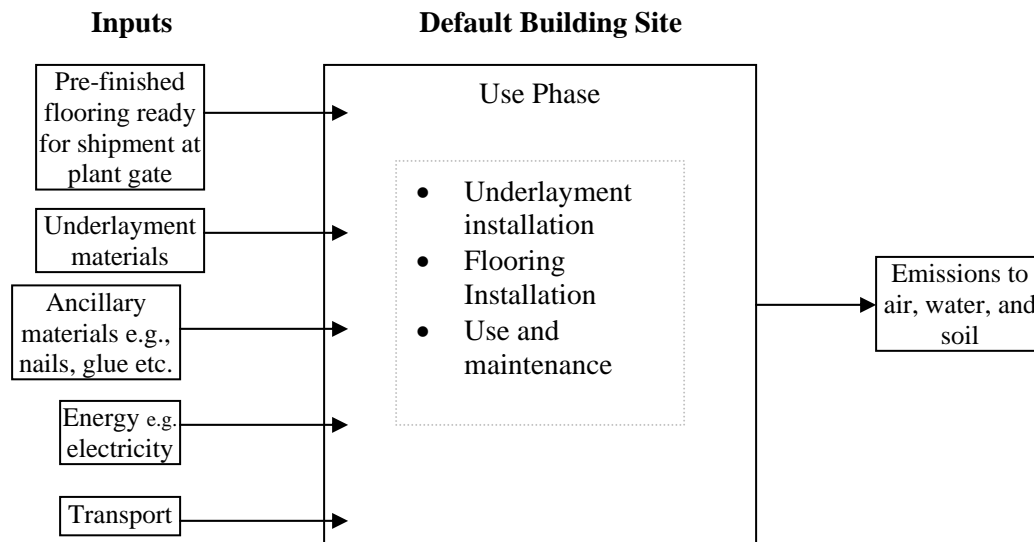 Inputs
Default Building Site
Pre-finished
flooring ready
for shipment at
plant gate
Underlayment
materials
Ancillary
materials e.g.,
nails, glue etc.
Energy e.g.
electricity
Transport
Use Phase
• Underlayment
installation
• Flooring
Installation
• Use and
maintenance
Emissions to
air, water, and
soil